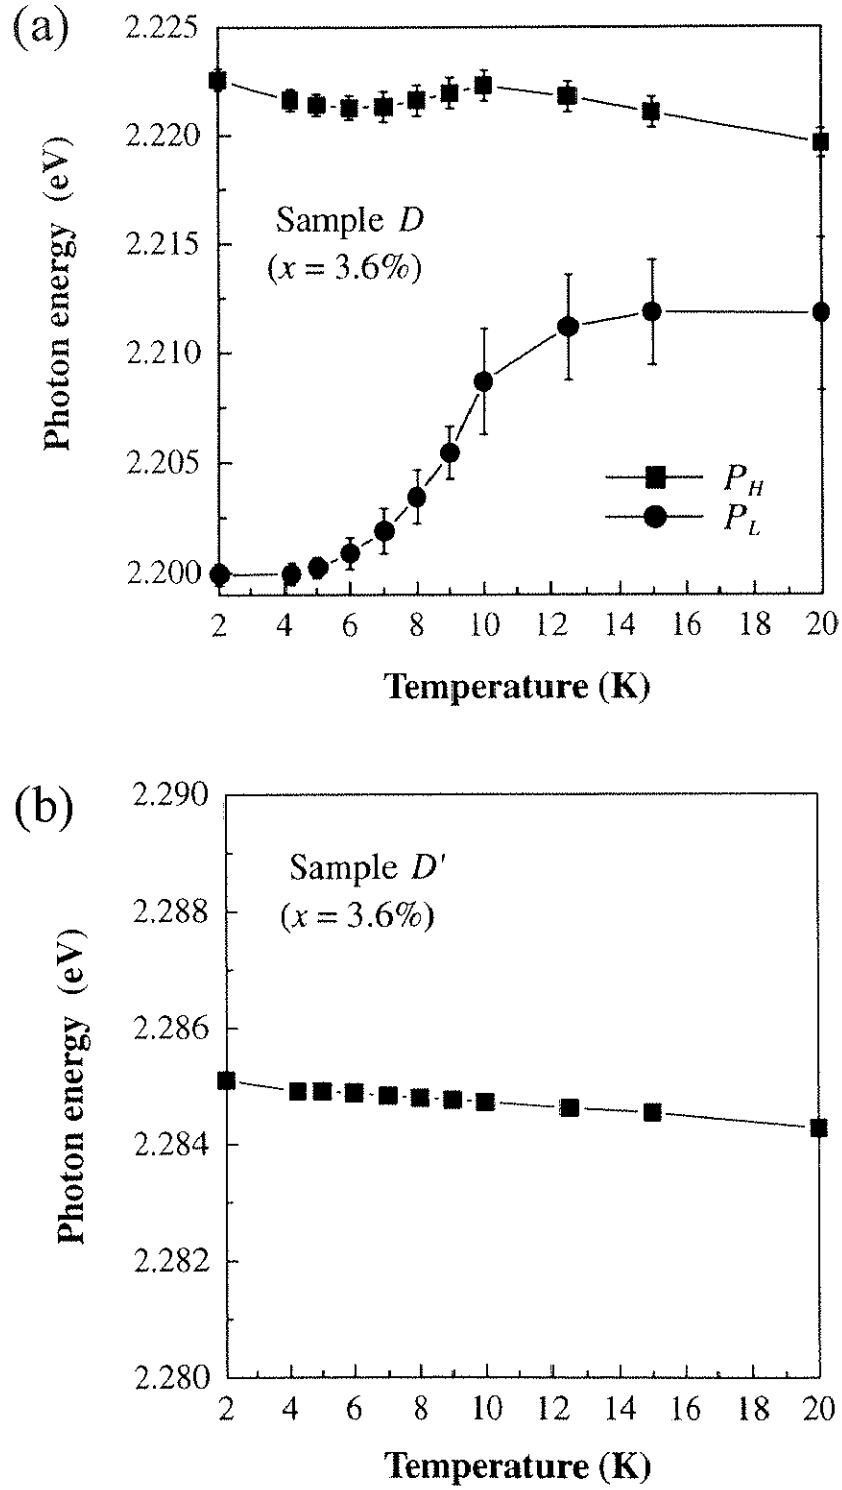 (a)
2.225
2.220
2.215
2.210
2.205
2.200
Photon energy (eV)
Sample D
(x = 3.6%)
P_H
P_L
2 4 6 8 10 12 14 16 18 20
Temperature (K)
(b)
2.290
2.288
2.286
2.284
2.282
2.280
Photon energy (eV)
Sample D'
(x = 3.6%)
2 4 6 8 10 12 14 16 18 20
Temperature (K)